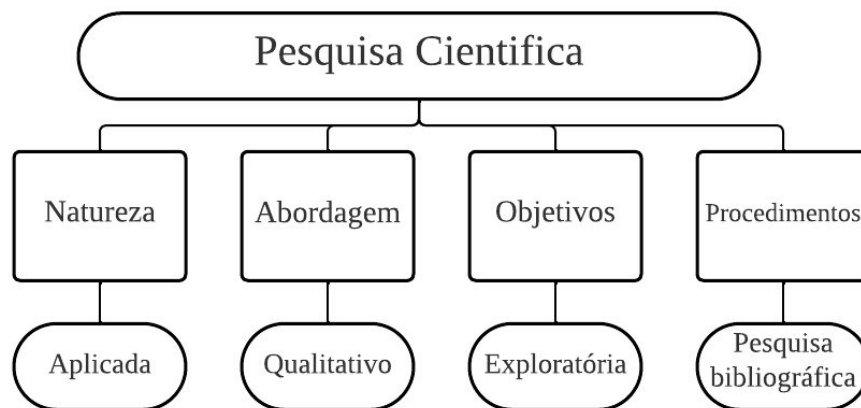 Pesquisa Cientifica
Natureza
Abordagem
Objetivos
Procedimentos
Aplicada
Qualitativo
Exploratória
Pesquisa
bibliográfica